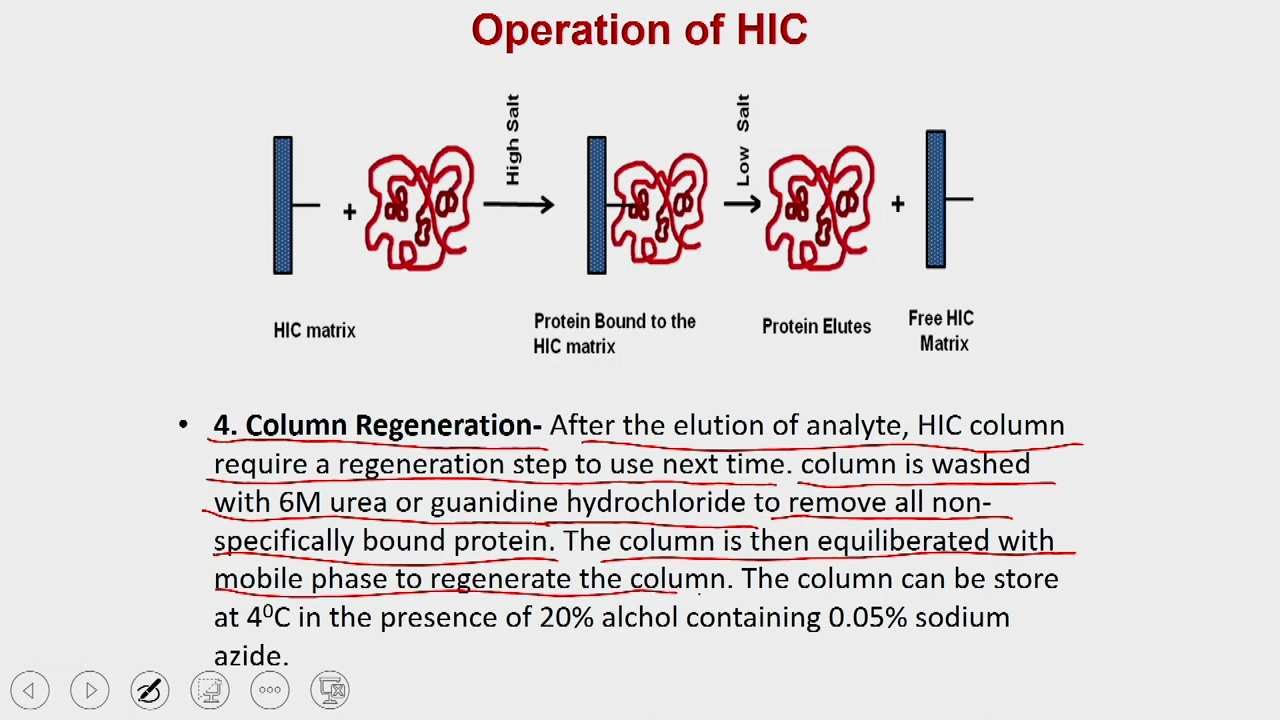 Operation of HIC
High Salt
Low Salt
+
+
HIC matrix
Protein Bound to the
HIC matrix
Protein Elutes
Free HIC
Matrix
• 4. Column Regeneration- After the elution of analyte, HIC column
require a regeneration step to use next time. column is washed
with 6M urea or guanidine hydrochloride to remove all non-
specifically bound protein. The column is then equiliberated with
mobile phase to regenerate the column. The column can be store
at 4⁰C in the presence of 20% alchol containing 0.05% sodium
azide.